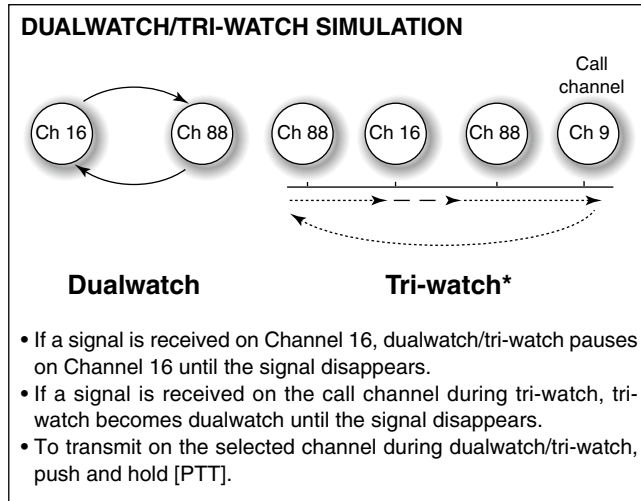 DUALWATCH/TRI-WATCH SIMULATION
Call
channel
Ch 16
Ch 88
Ch 88
Ch 16
Ch 88
Ch 9
Dualwatch
Tri-watch*
• If a signal is received on Channel 16, dualwatch/tri-watch pauses
on Channel 16 until the signal disappears.
• If a signal is received on the call channel during tri-watch, tri-
watch becomes dualwatch until the signal disappears.
• To transmit on the selected channel during dualwatch/tri-watch,
push and hold [PTT].